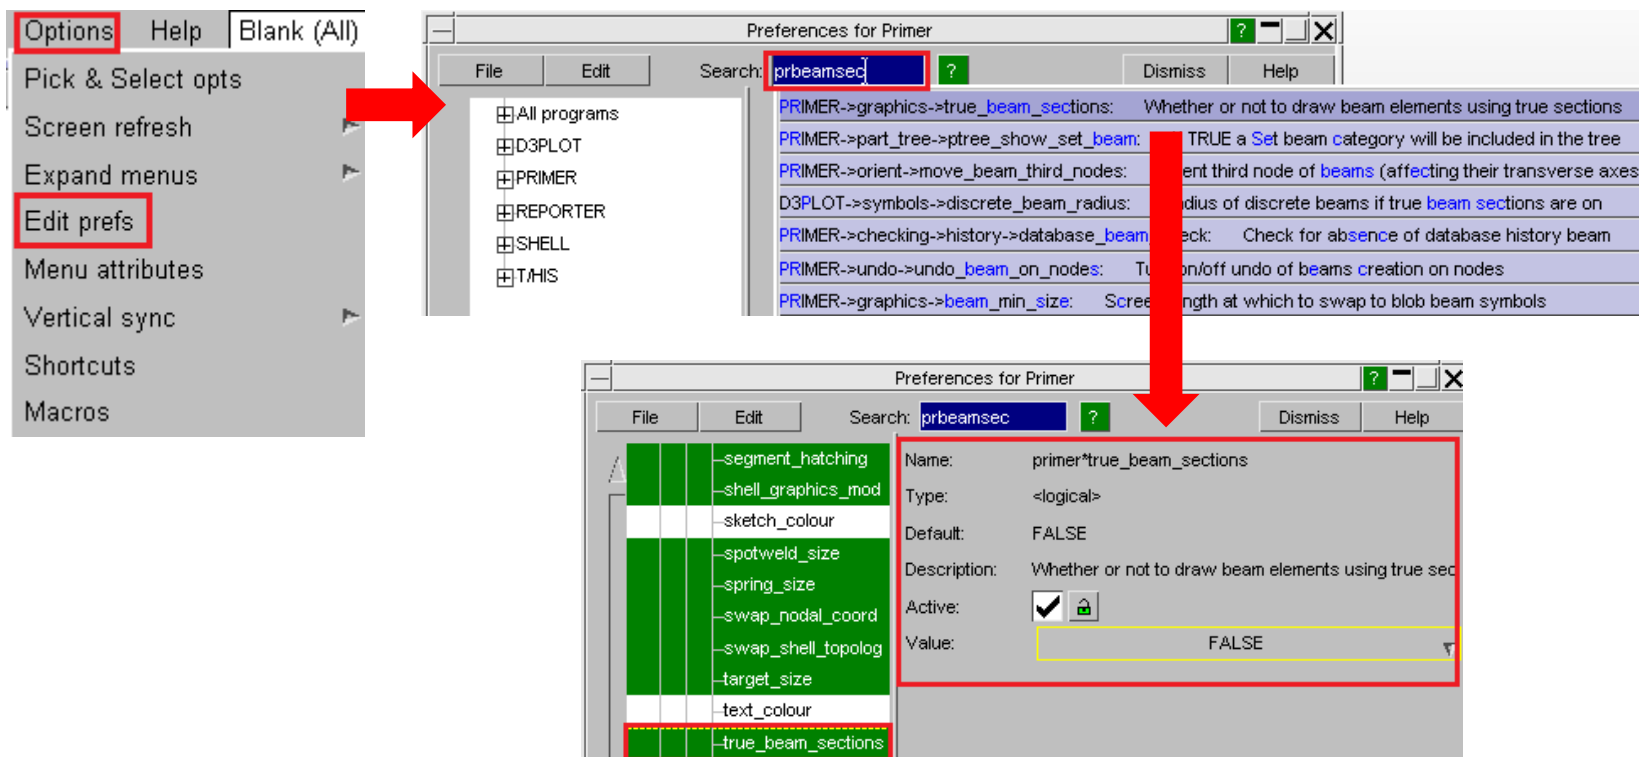 Options Help Blank (All)
Pick & Select opts
Screen refresh
Expand menus
Edit prefs
Menu attributes
Vertical sync
Shortcuts
Macros
Preferences for Primer ?
File Edit Search: prbeamsec ? Dismiss Help
All programs
D3PLOT
PRIMER
REPORTER
SHELL
T/HIS
PRIMER->graphics->true_beam_sections: Whether or not to draw beam elements using true sections
PRIMER->part_tree->ptree_show_set_beam: TRUE a Set beam category will be included in the tree
PRIMER->orient->move_beam_third_nodes: ent third node of beams (affecting their transverse axes
D3PLOT->symbols->discrete_beam_radius: dius of discrete beams if true beam sections are on
PRIMER->checking->history->database_beam_ eck: Check for absence of database history beam
PRIMER->undo->undo_beam_on_nodes: Tu on/off undo of beams creation on nodes
PRIMER->graphics->beam_min_size: Scree ngth at which to swap to blob beam symbols
Preferences for Primer ?
File Edit Search: prbeamsec ? Dismiss Help
segment_hatching
shell_graphics_mod
sketch_colour
spotweld_size
spring_size
swap_nodal_coord
swap_shell_topolog
target_size
text_colour
true_beam_sections
Name: primer*true_beam_sections
Type: <logical>
Default: FALSE
Description: Whether or not to draw beam elements using true sec
Active:
Value: FALSE